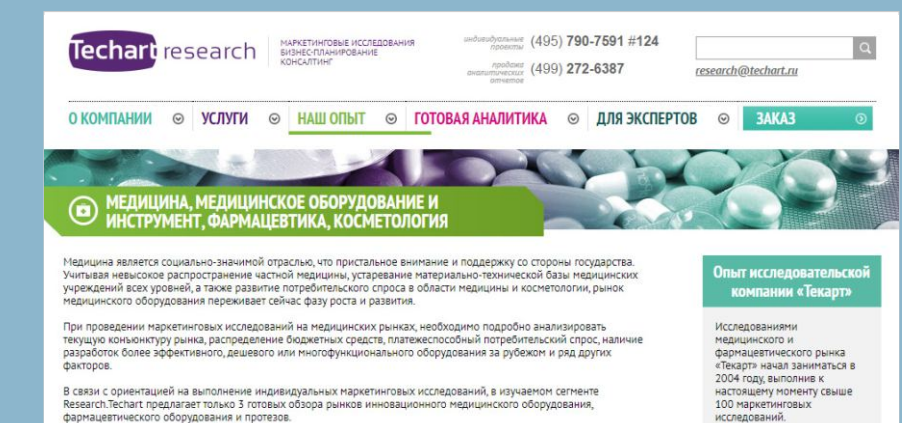 Techart research
МАРКЕТИНГОВЫЕ ИССЛЕДОВАНИЯ
БИЗНЕС-ПЛАНИРОВАНИЕ
КОНСАЛТИНГ
индивидуальные
проекты
(495) 790-7591 #124
продажа
аналитических
отчетов
(499) 272-6387
research@techart.ru
О КОМПАНИИ УСЛУГИ НАШ ОПЫТ ГОТОВАЯ АНАЛИТИКА ДЛЯ ЭКСПЕРТОВ ЗАКАЗ
МЕДИЦИНА, МЕДИЦИНСКОЕ ОБОРУДОВАНИЕ И
ИНСТРУМЕНТ, ФАРМАЦЕВТИКА, КОСМЕТОЛОГИЯ
Медицина является социально-значимой отраслью, что пристальное внимание и поддержку со стороны государства.
Учитывая невысокое распространение частной медицины, устаревание материально-технической базы медицинских
учреждений всех уровней, а также развитие потребительского спроса в области медицины и косметологии, рынок
медицинского оборудования переживает сейчас фазу роста и развития.
При проведении маркетинговых исследований на медицинских рынках, необходимо подробно анализировать
текущую конъюнктуру рынка, распределение бюджетных средств, платежеспособный потребительский спрос, наличие
разработок более эффективного, дешевого или многофункционального оборудования за рубежом и ряд других
факторов.
В связи с ориентацией на выполнение индивидуальных маркетинговых исследований, в изучаемом сегменте
Research.Techart предлагает только 3 готовых обзора рынков инновационного медицинского оборудования,
фармацевтического оборудования и протезов.
Опыт исследовательской
компании «Текарт»
Исследованиями
медицинского и
фармацевтического рынка
«Текарт» начал заниматься в
2004 году, выполнив к
настоящему моменту свыше
100 маркетинговых
исследований.